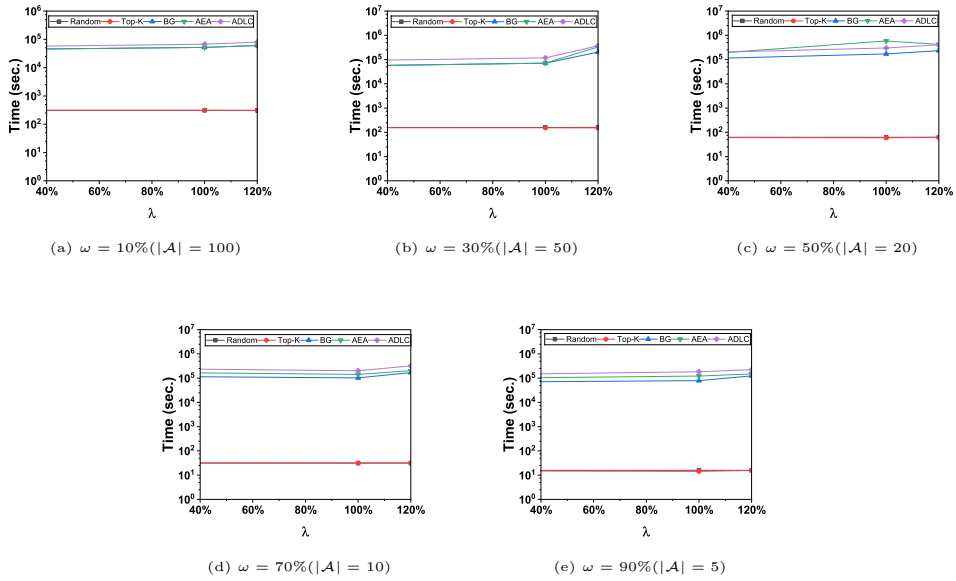 Random Top-K BG AEA ADLC
10^6
10^5
10^4
10^3
10^2
10^1
10^0
Time (sec.)
40% 60% 80% 100% 120%
λ
(a) ω = 10%(|𝒜| = 100)
Random Top-K BG AEA ADLC
10^7
10^6
10^5
10^4
10^3
10^2
10^1
10^0
Time (sec.)
40% 60% 80% 100% 120%
λ
(b) ω = 30%(|𝒜| = 50)
Random Top-K BG AEA ADLC
10^7
10^6
10^5
10^4
10^3
10^2
10^1
10^0
Time (sec.)
40% 60% 80% 100% 120%
λ
(c) ω = 50%(|𝒜| = 20)
Random Top-K BG AEA ADLC
10^7
10^6
10^5
10^4
10^3
10^2
10^1
10^0
Time (sec.)
40% 60% 80% 100% 120%
λ
(d) ω = 70%(|𝒜| = 10)
Random Top-K BG AEA ADLC
10^7
10^6
10^5
10^4
10^3
10^2
10^1
10^0
Time (sec.)
40% 60% 80% 100% 120%
λ
(e) ω = 90%(|𝒜| = 5)